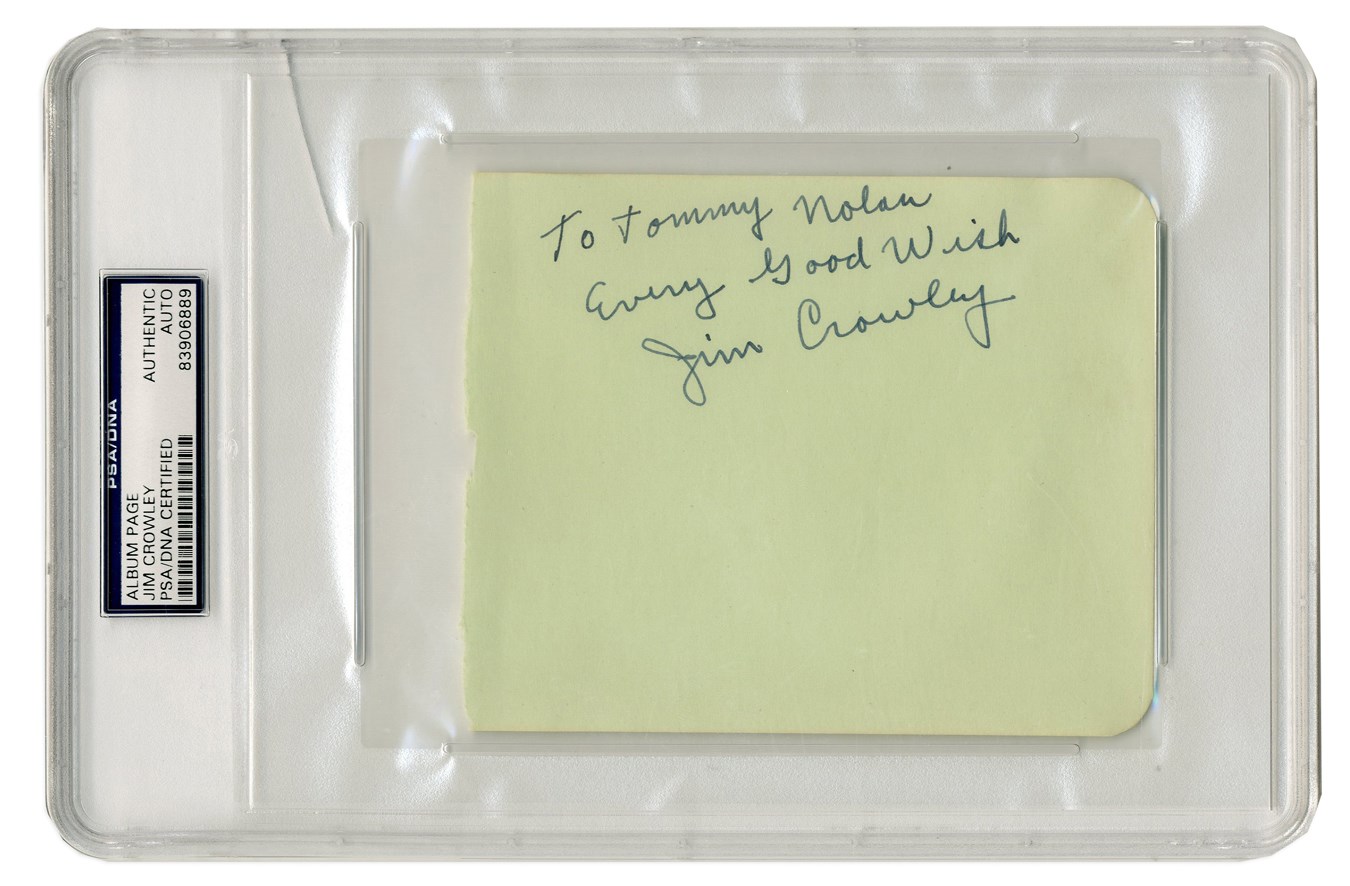 To Tommy Nolan
Every Good Wish
Jim Crowley
PSA/DNA
ALBUM PAGE
JIM CROWLEY
PSA/DNA CERTIFIED
AUTHENTIC
AUTO
83906889